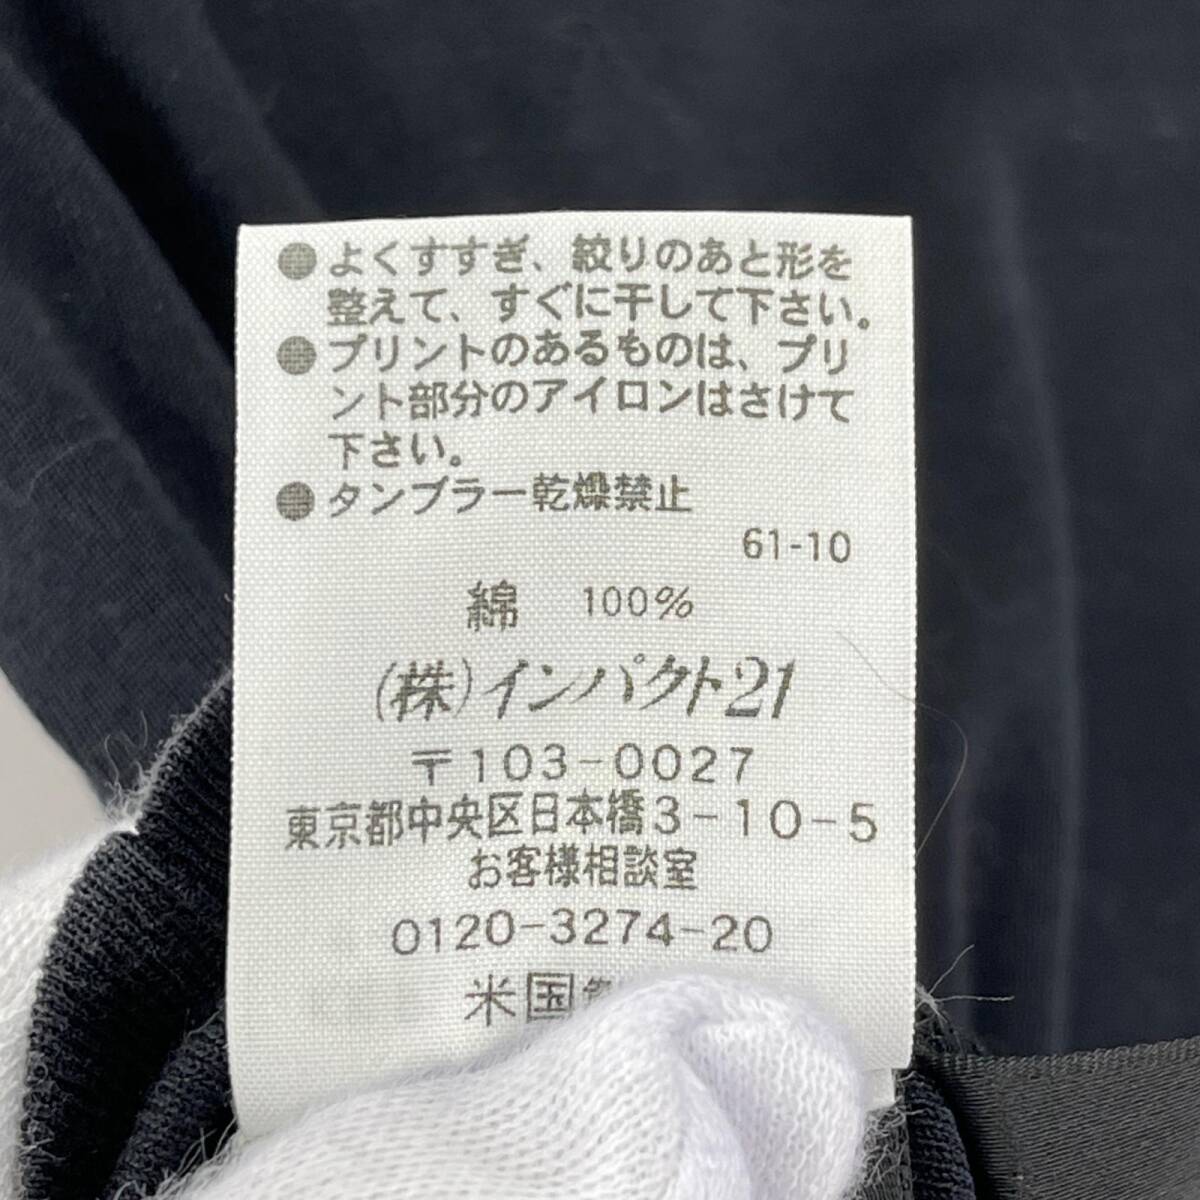 ●よくすすぎ、絞りのあと形を
整えて、すぐに干して下さい。
●プリントのあるものは、プリ
ント部分のアイロンはさけて
下さい。
●タンブラー乾燥禁止
61-10
綿 100%
(株)インパクト21
〒103-0027
東京都中央区日本橋3-10-5
お客様相談室
0120-3274-20
米国